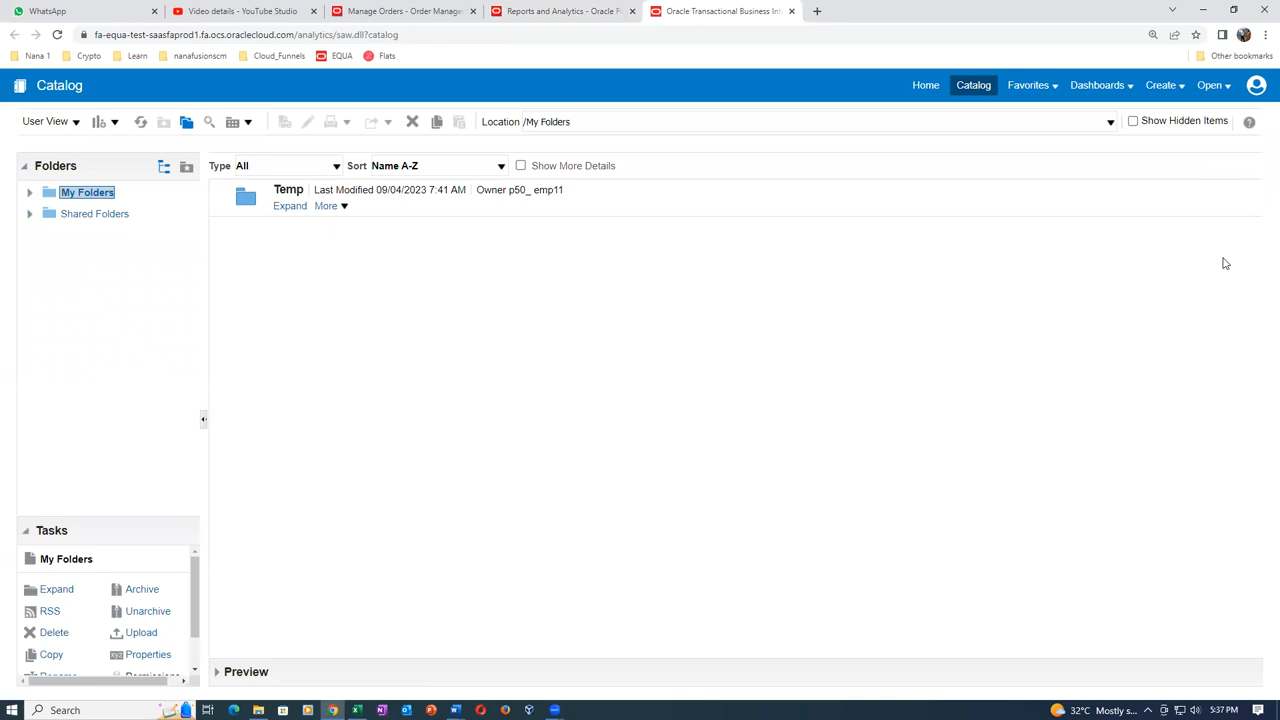 WhatsApp
Video details - YouTube Studio
Manage Orders - Order Manage
Reports and Analytics - Oracle Fu
Oracle Transactional Business Int
fa-equa-test-saasfaprod1.fa.ocs.oraclecloud.com/analytics/saw.dll?catalog
Nana 1
Crypto
Learn
nanafusionscm
Cloud_Funnels
EQUA
Flats
Other bookmarks
Catalog
Home
Catalog
Favorites
Dashboards
Create
Open
User View
Location /My Folders
Show Hidden Items
Folders
My Folders
Shared Folders
Type All
Sort Name A-Z
Show More Details
Temp Last Modified 09/04/2023 7:41 AM Owner p50_ emp11
Expand More
Tasks
My Folders
Expand Archive
RSS Unarchive
Delete Upload
Copy Properties
Rename Permissions
Preview
Search
32°C Mostly s...
5:37 PM